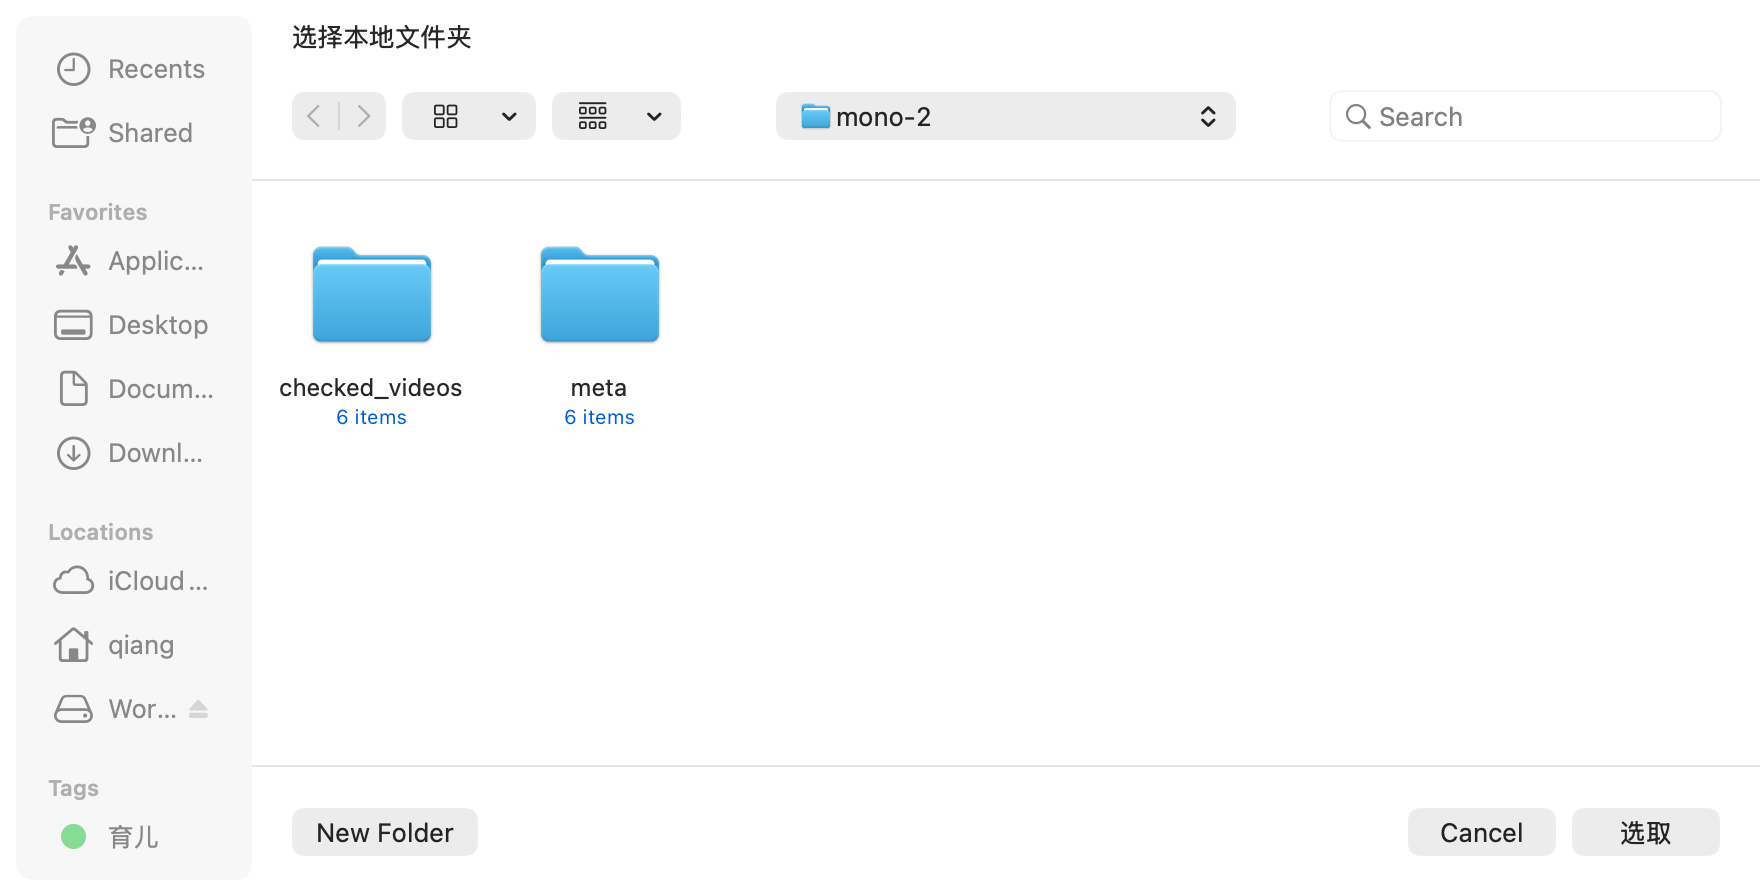 选择本地文件夹
Recents
Shared
Favorites
Applic...
Desktop
Docum...
Downl...
Locations
iCloud ...
qiang
Wor...
Tags
育儿
mono-2
Search
checked_videos
6 items
meta
6 items
New Folder
Cancel
选取